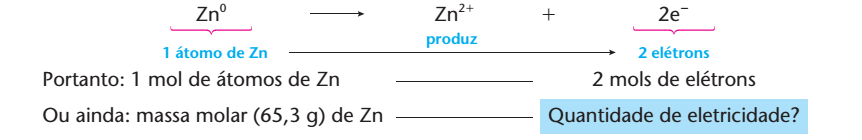 Zn⁰ ⟶ Zn²⁺ + 2e⁻
produz
1 átomo de Zn 2 elétrons
Portanto: 1 mol de átomos de Zn 2 mols de elétrons
Ou ainda: massa molar (65,3 g) de Zn Quantidade de eletricidade?